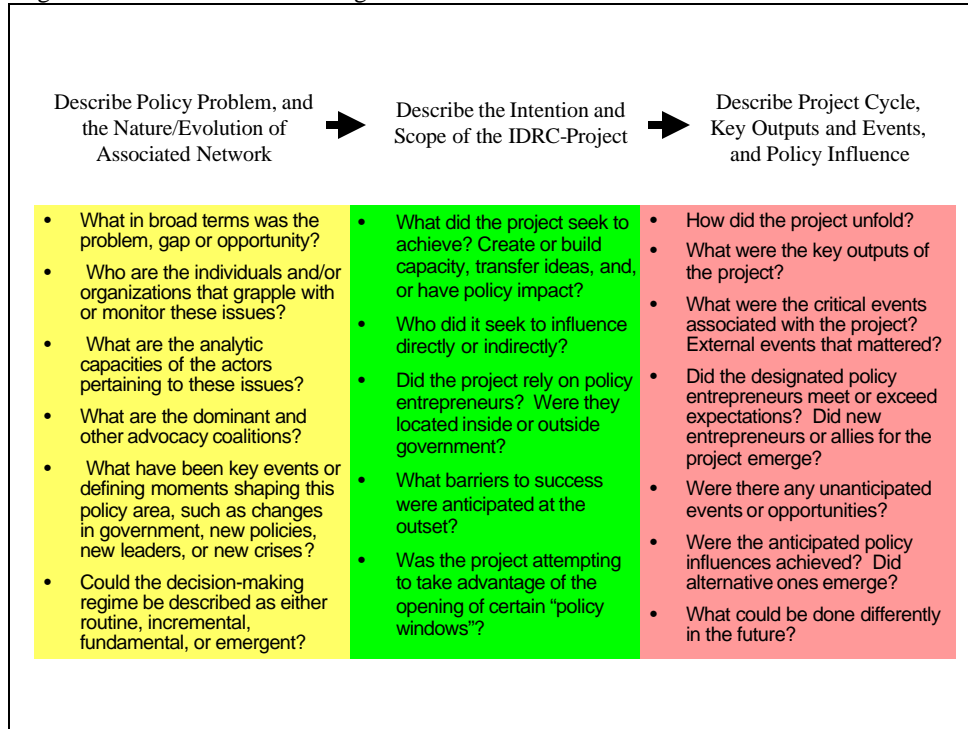 Describe Policy Problem, and
the Nature/Evolution of
Associated Network
Describe the Intention and
Scope of the IDRC-Project
Describe Project Cycle,
Key Outputs and Events,
and Policy Influence
• What in broad terms was the
problem, gap or opportunity?
• Who are the individuals and/or
organizations that grapple with
or monitor these issues?
• What are the analytic
capacities of the actors
pertaining to these issues?
• What are the dominant and
other advocacy coalitions?
• What have been key events or
defining moments shaping this
policy area, such as changes
in government, new policies,
new leaders, or new crises?
• Could the decision-making
regime be described as either
routine, incremental,
fundamental, or emergent?
• What did the project seek to
achieve? Create or build
capacity, transfer ideas, and,
or have policy impact?
• Who did it seek to influence
directly or indirectly?
• Did the project rely on policy
entrepreneurs? Were they
located inside or outside
government?
• What barriers to success
were anticipated at the
outset?
• Was the project attempting
to take advantage of the
opening of certain “policy
windows”?
• How did the project unfold?
• What were the key outputs of
the project?
• What were the critical events
associated with the project?
External events that mattered?
• Did the designated policy
entrepreneurs meet or exceed
expectations? Did new
entrepreneurs or allies for the
project emerge?
• Were there any unanticipated
events or opportunities?
• Were the anticipated policy
influences achieved? Did
alternative ones emerge?
• What could be done differently
in the future?